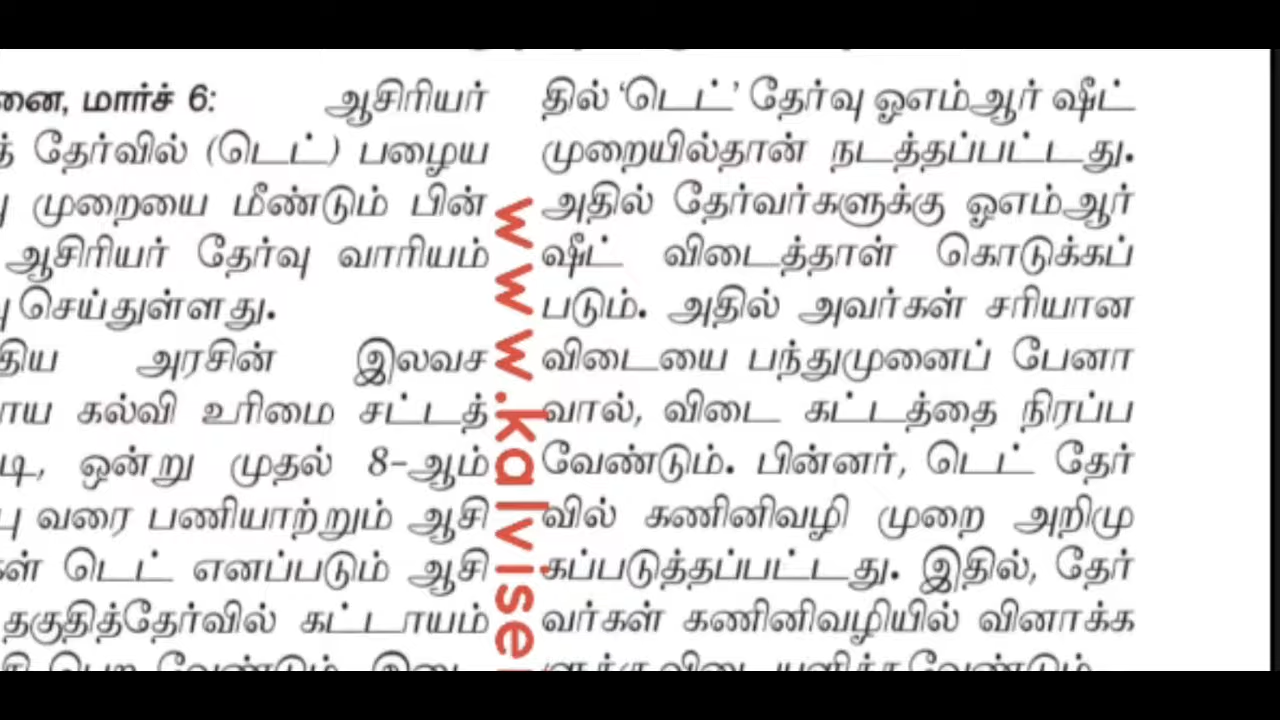 மார்ச் 6: ஆசிரியர்
தேர்வில் (டெட்) பழைய
முறையை மீண்டும் பின்
ஆசிரியர் தேர்வு வாரியம்
செய்துள்ளது.
அரசின் இலவச
கல்வி உரிமை சட்டத்
ஒன்று முதல் 8-ஆம்
வரை பணியாற்றும் ஆசி
டெட் எனப்படும் ஆசி
தகுதித்தேர்வில் கட்டாயம்
தில் ‘டெட்’ தேர்வு ஓஎம்ஆர் ஷீட்
முறையில்தான் நடத்தப்பட்டது.
அதில் தேர்வர்களுக்கு ஓஎம்ஆர்
ஷீட் விடைத்தாள் கொடுக்கப்
படும். அதில் அவர்கள் சரியான
விடையை பந்துமுனைப் பேனா
வால், விடை கட்டத்தை நிரப்ப
வேண்டும். பின்னர், டெட் தேர்
வில் கணினிவழி முறை அறிமு
கப்படுத்தப்பட்டது. இதில், தேர்
வர்கள் கணினிவழியில் வினாக்க
www.kalvise